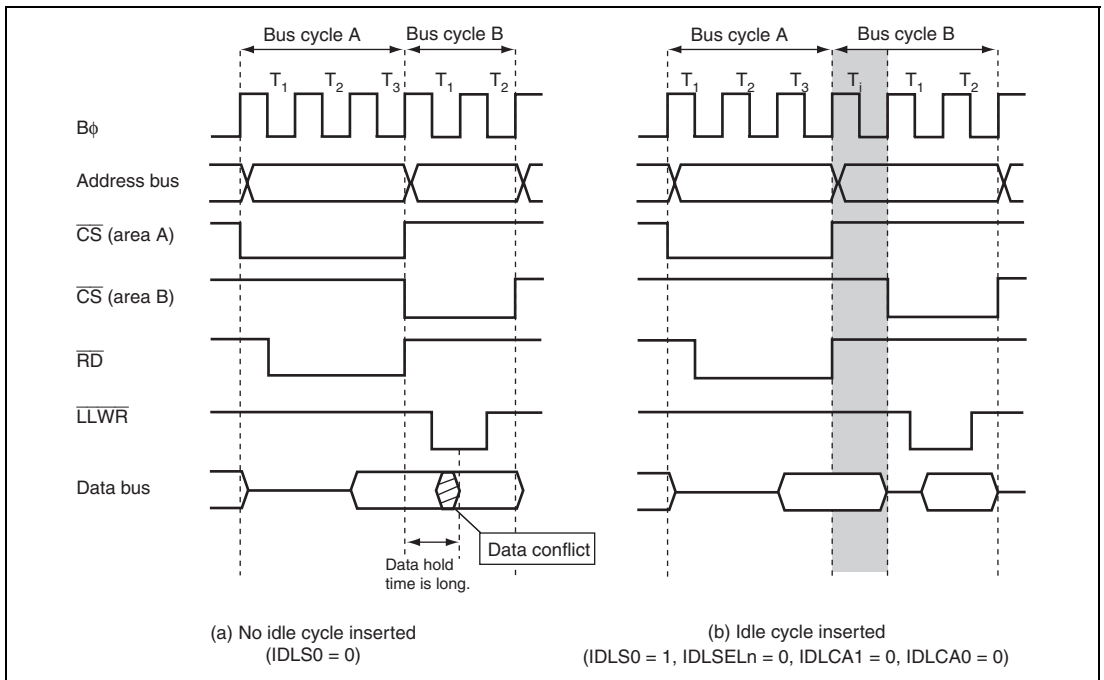 Bus cycle A
Bus cycle B
Bus cycle A
Bus cycle B
T1
T2
T3
T1
T2
T1
T2
T3
Ti
T1
T2
Bφ
Address bus
CS (area A)
CS (area B)
RD
LLWR
Data bus
Data conflict
Data hold
time is long.
(a) No idle cycle inserted
(IDLS0 = 0)
(b) Idle cycle inserted
(IDLS0 = 1, IDLSELn = 0, IDLCA1 = 0, IDLCA0 = 0)